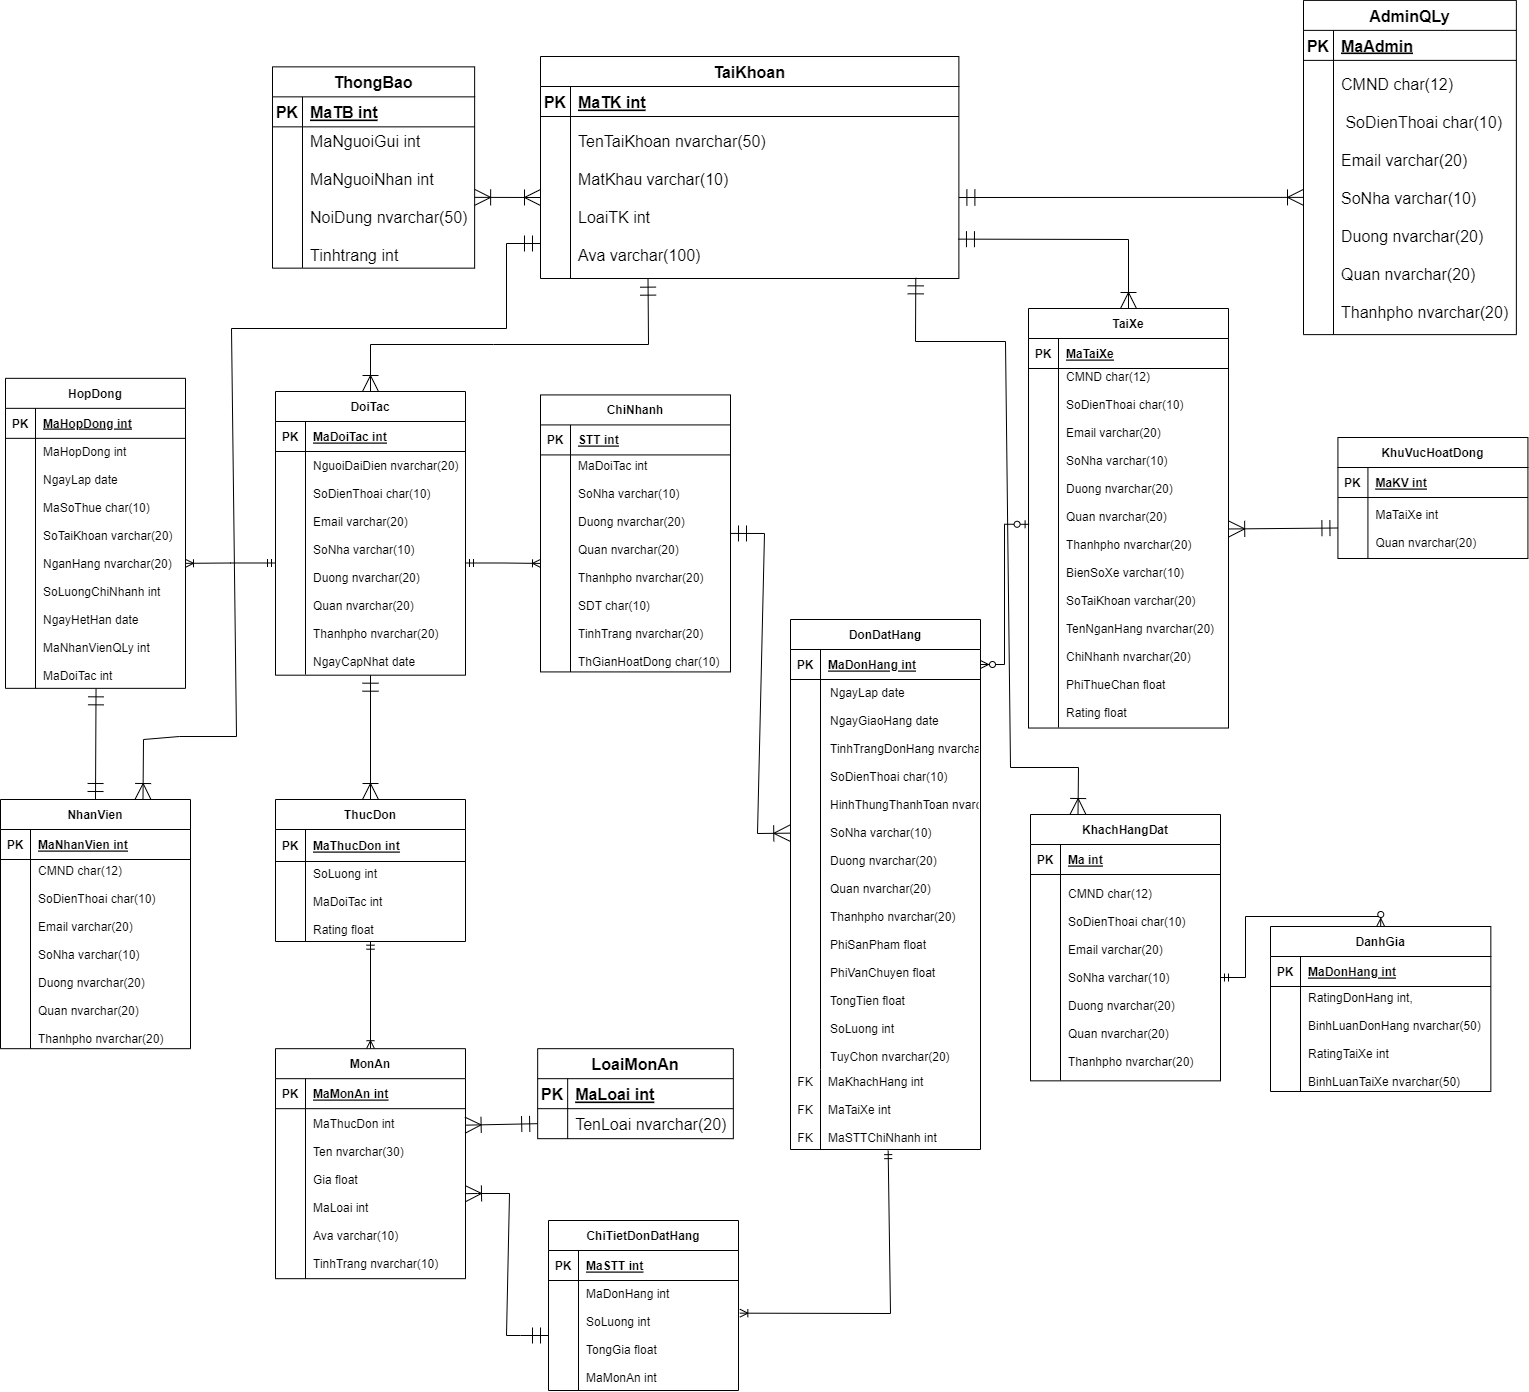 AdminQLy
PK MaAdmin
CMND char(12)
SoDienThoai char(10)
Email varchar(20)
SoNha varchar(10)
Duong nvarchar(20)
Quan nvarchar(20)
Thanhpho nvarchar(20)
TaiKhoan
PK MaTK int
TenTaiKhoan nvarchar(50)
MatKhau varchar(10)
LoaiTK int
Ava varchar(100)
ThongBao
PK MaTB int
MaNguoiGui int
MaNguoiNhan int
NoiDung nvarchar(50)
Tinhtrang int
HopDong
PK MaHopDong int
MaHopDong int
NgayLap date
MaSoThue char(10)
SoTaiKhoan varchar(20)
NganHang nvarchar(20)
SoLuongChiNhanh int
NgayHetHan date
MaNhanVienQLy int
MaDoiTac int
DoiTac
PK MaDoiTac int
NguoiDaiDien nvarchar(20)
SoDienThoai char(10)
Email varchar(20)
SoNha varchar(10)
Duong nvarchar(20)
Quan nvarchar(20)
Thanhpho nvarchar(20)
NgayCapNhat date
ChiNhanh
PK STT int
MaDoiTac int
SoNha varchar(10)
Duong nvarchar(20)
Quan nvarchar(20)
Thanhpho nvarchar(20)
SDT char(10)
TinhTrang nvarchar(20)
ThGianHoatDong char(10)
TaiXe
PK MaTaiXe
CMND char(12)
SoDienThoai char(10)
Email varchar(20)
SoNha varchar(10)
Duong nvarchar(20)
Quan nvarchar(20)
Thanhpho nvarchar(20)
BienSoXe varchar(10)
SoTaiKhoan varchar(20)
TenNganHang nvarchar(20)
ChiNhanh nvarchar(20)
PhiThueChan float
Rating float
KhuVucHoatDong
PK MaKV int
MaTaiXe int
Quan nvarchar(20)
DonDatHang
PK MaDonHang int
NgayLap date
NgayGiaoHang date
TinhTrangDonHang nvarcha
SoDienThoai char(10)
HinhThungThanhToan nvarc
SoNha varchar(10)
Duong nvarchar(20)
Quan nvarchar(20)
Thanhpho nvarchar(20)
PhiSanPham float
PhiVanChuyen float
TongTien float
SoLuong int
TuyChon nvarchar(20)
FK MaKhachHang int
FK MaTaiXe int
FK MaSTTChiNhanh int
NhanVien
PK MaNhanVien int
CMND char(12)
SoDienThoai char(10)
Email varchar(20)
SoNha varchar(10)
Duong nvarchar(20)
Quan nvarchar(20)
Thanhpho nvarchar(20)
ThucDon
PK MaThucDon int
SoLuong int
MaDoiTac int
Rating float
KhachHangDat
PK Ma int
CMND char(12)
SoDienThoai char(10)
Email varchar(20)
SoNha varchar(10)
Duong nvarchar(20)
Quan nvarchar(20)
Thanhpho nvarchar(20)
DanhGia
PK MaDonHang int
RatingDonHang int,
BinhLuanDonHang nvarchar(50)
RatingTaiXe int
BinhLuanTaiXe nvarchar(50)
MonAn
PK MaMonAn int
MaThucDon int
Ten nvarchar(30)
Gia float
MaLoai int
Ava varchar(10)
TinhTrang nvarchar(10)
LoaiMonAn
PK MaLoai int
TenLoai nvarchar(20)
ChiTietDonDatHang
PK MaSTT int
MaDonHang int
SoLuong int
TongGia float
MaMonAn int